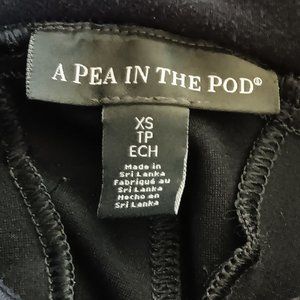 A PEA IN THE POD®
XS
TP
ECH
Made in
Sri Lanka
Fabriqué au
Sri Lanka
Hecho en
Sri Lanka